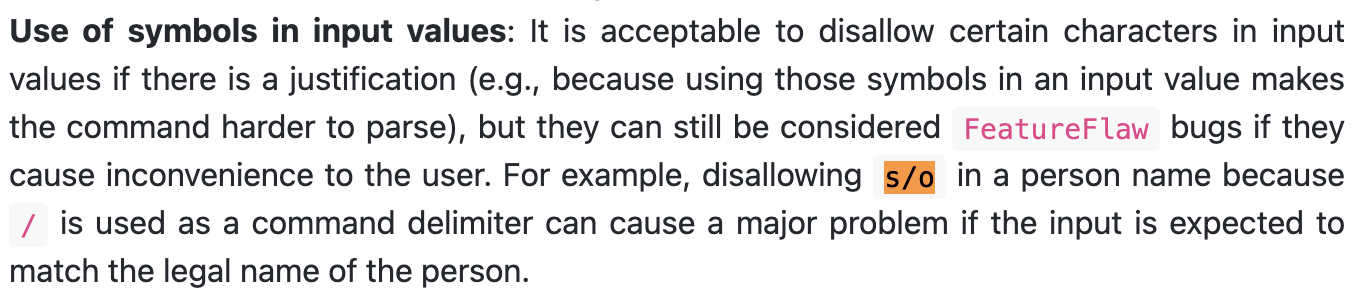 Use of symbols in input values: It is acceptable to disallow certain characters in input
values if there is a justification (e.g., because using those symbols in an input value makes
the command harder to parse), but they can still be considered FeatureFlaw bugs if they
cause inconvenience to the user. For example, disallowing s/o in a person name because
/ is used as a command delimiter can cause a major problem if the input is expected to
match the legal name of the person.